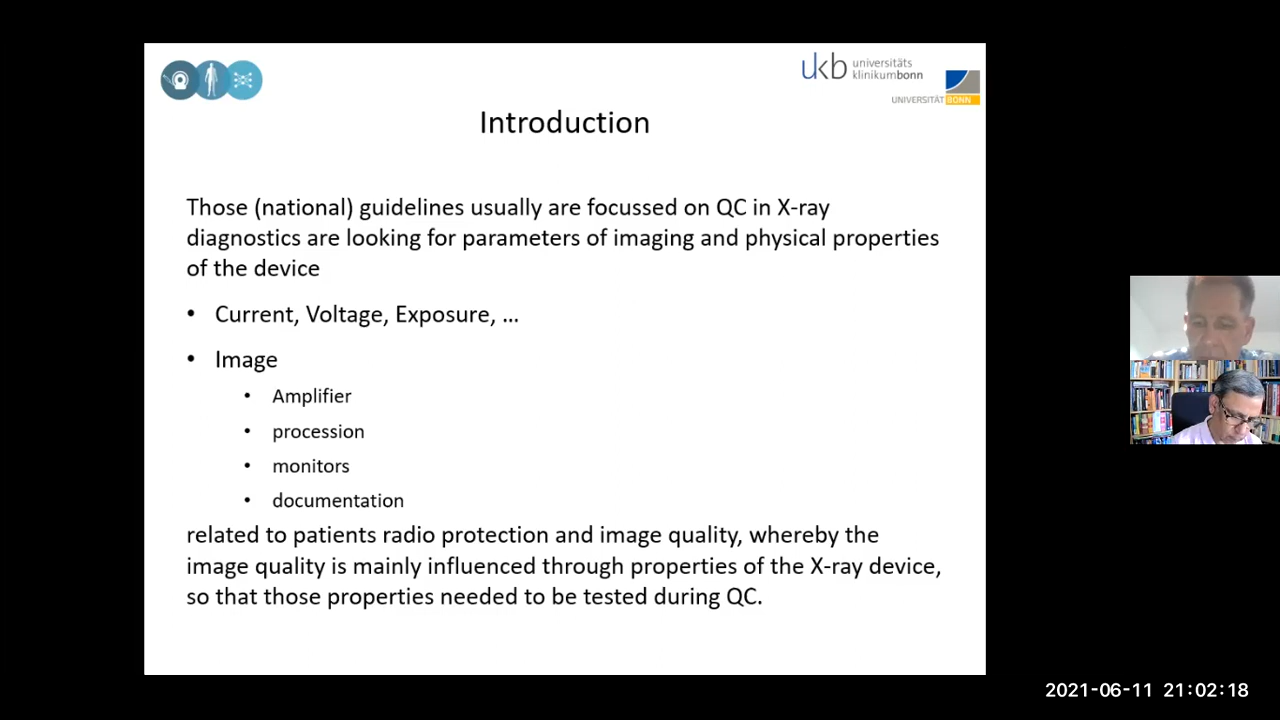 ukb universitäts
klinikumbonn
UNIVERSITÄT BONN
Introduction
Those (national) guidelines usually are focussed on QC in X-ray
diagnostics are looking for parameters of imaging and physical properties
of the device
• Current, Voltage, Exposure, ...
• Image
• Amplifier
• procession
• monitors
• documentation
related to patients radio protection and image quality, whereby the
image quality is mainly influenced through properties of the X-ray device,
so that those properties needed to be tested during QC.
2021-06-11 21:02:18